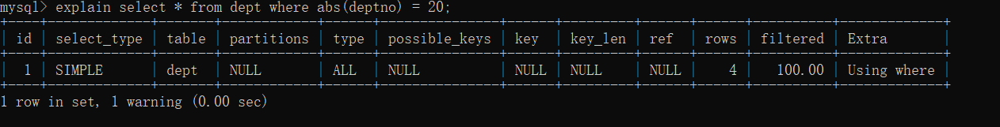 mysql> explain select * from dept where abs(deptno) = 20;
+----+-------------+-------+------------+------+---------------+------+---------+------+------+----------+-------------+
| id | select_type | table | partitions | type | possible_keys | key | key_len | ref | rows | filtered | Extra |
+----+-------------+-------+------------+------+---------------+------+---------+------+------+----------+-------------+
| 1 | SIMPLE | dept | NULL | ALL | NULL | NULL | NULL | NULL | 4 | 100.00 | Using where |
+----+-------------+-------+------------+------+---------------+------+---------+------+------+----------+-------------+
1 row in set, 1 warning (0.00 sec)